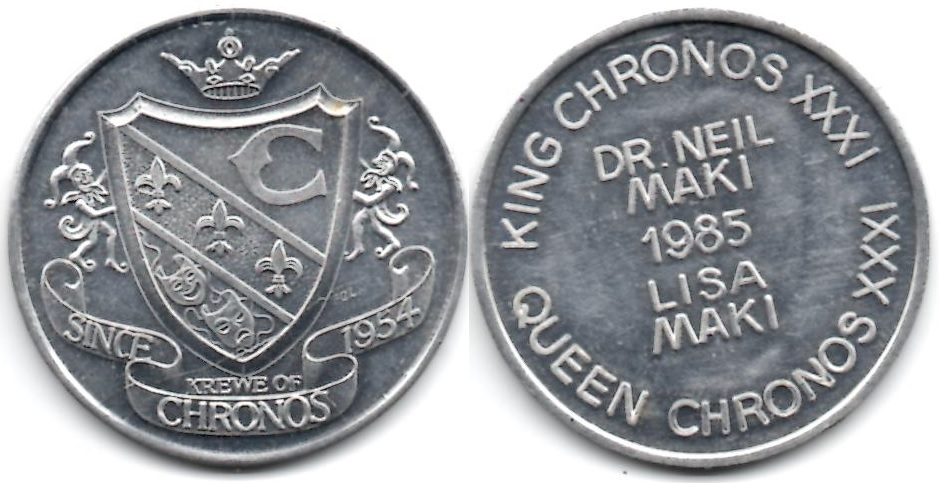 C
SINCE
1954
KREWE OF
CHRONOS
KING CHRONOS XXXI
DR. NEIL
MAKI
1985
LISA
MAKI
QUEEN CHRONOS XXXI